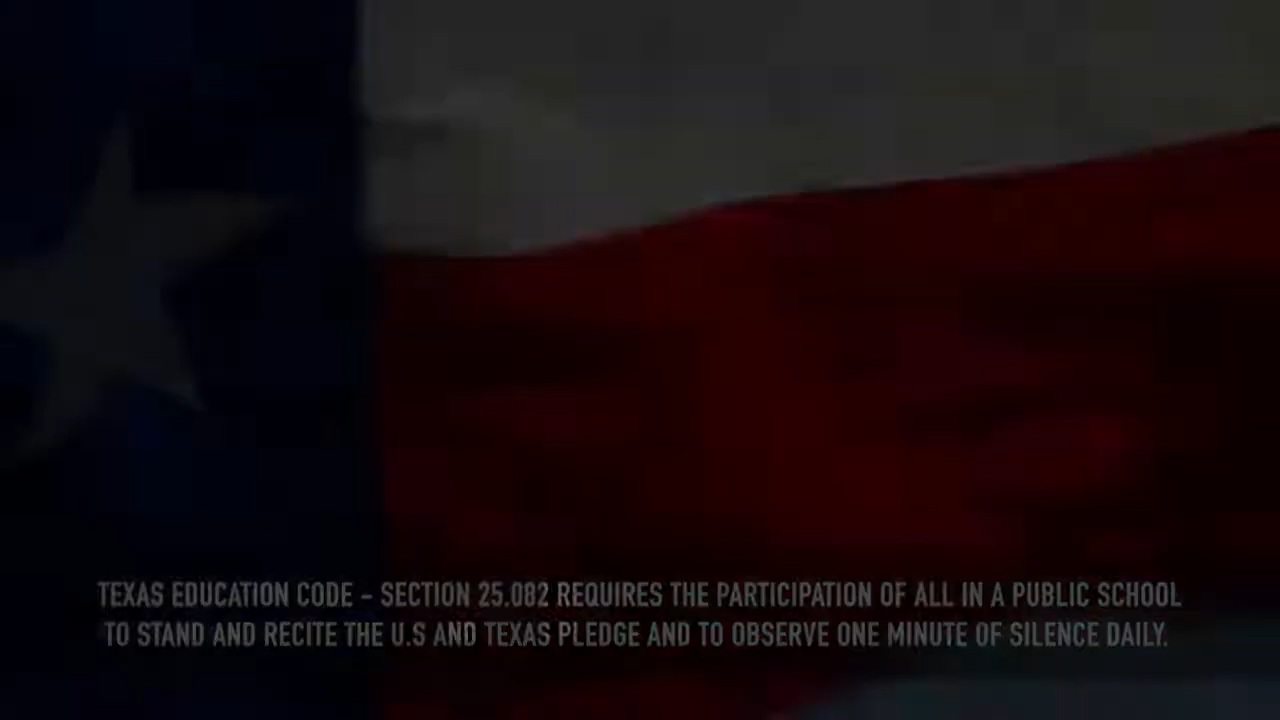 TEXAS EDUCATION CODE – SECTION 25.082 REQUIRES THE PARTICIPATION OF ALL IN A PUBLIC SCHOOL
TO STAND AND RECITE THE U.S AND TEXAS PLEDGE AND TO OBSERVE ONE MINUTE OF SILENCE DAILY.